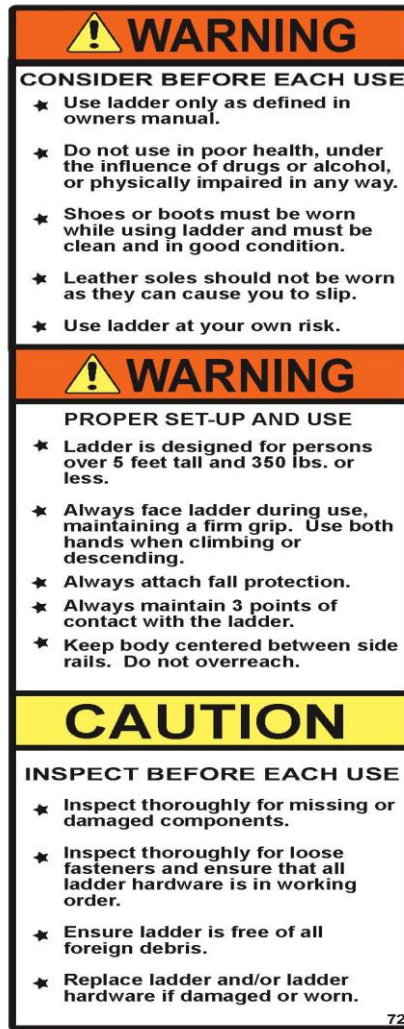 WARNING
CONSIDER BEFORE EACH USE
★ Use ladder only as defined in
owners manual.
★ Do not use in poor health, under
the influence of drugs or alcohol,
or physically impaired in any way.
★ Shoes or boots must be worn
while using ladder and must be
clean and in good condition.
★ Leather soles should not be worn
as they can cause you to slip.
★ Use ladder at your own risk.
WARNING
PROPER SET-UP AND USE
★ Ladder is designed for persons
over 5 feet tall and 350 lbs. or
less.
★ Always face ladder during use,
maintaining a firm grip. Use both
hands when climbing or
descending.
★ Always attach fall protection.
★ Always maintain 3 points of
contact with the ladder.
★ Keep body centered between side
rails. Do not overreach.
CAUTION
INSPECT BEFORE EACH USE
★ Inspect thoroughly for missing or
damaged components.
★ Inspect thoroughly for loose
fasteners and ensure that all
ladder hardware is in working
order.
★ Ensure ladder is free of all
foreign debris.
★ Replace ladder and/or ladder
hardware if damaged or worn.
72